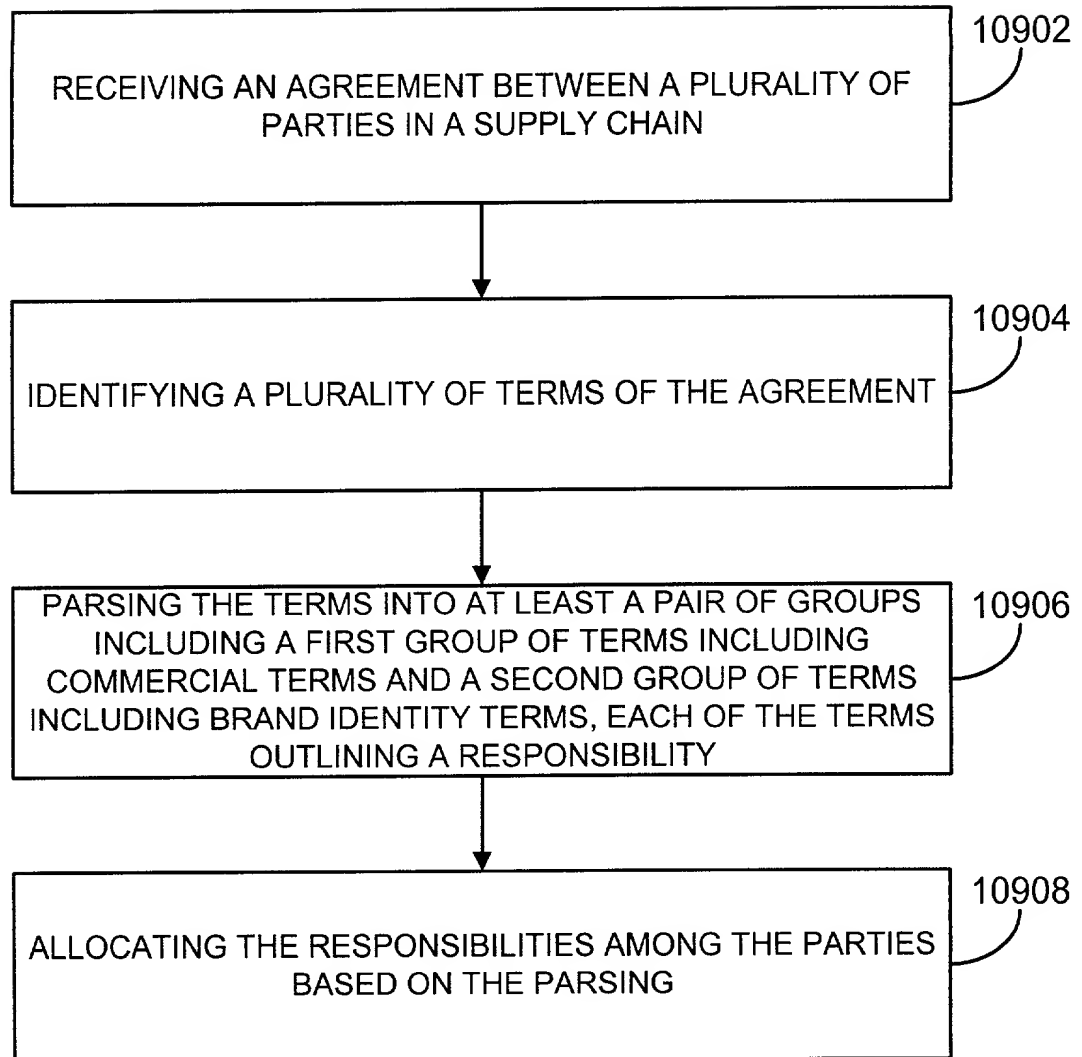 10902
RECEIVING AN AGREEMENT BETWEEN A PLURALITY OF
PARTIES IN A SUPPLY CHAIN
10904
IDENTIFYING A PLURALITY OF TERMS OF THE AGREEMENT
10906
PARSING THE TERMS INTO AT LEAST A PAIR OF GROUPS
INCLUDING A FIRST GROUP OF TERMS INCLUDING
COMMERCIAL TERMS AND A SECOND GROUP OF TERMS
INCLUDING BRAND IDENTITY TERMS, EACH OF THE TERMS
OUTLINING A RESPONSIBILITY
10908
ALLOCATING THE RESPONSIBILITIES AMONG THE PARTIES
BASED ON THE PARSING